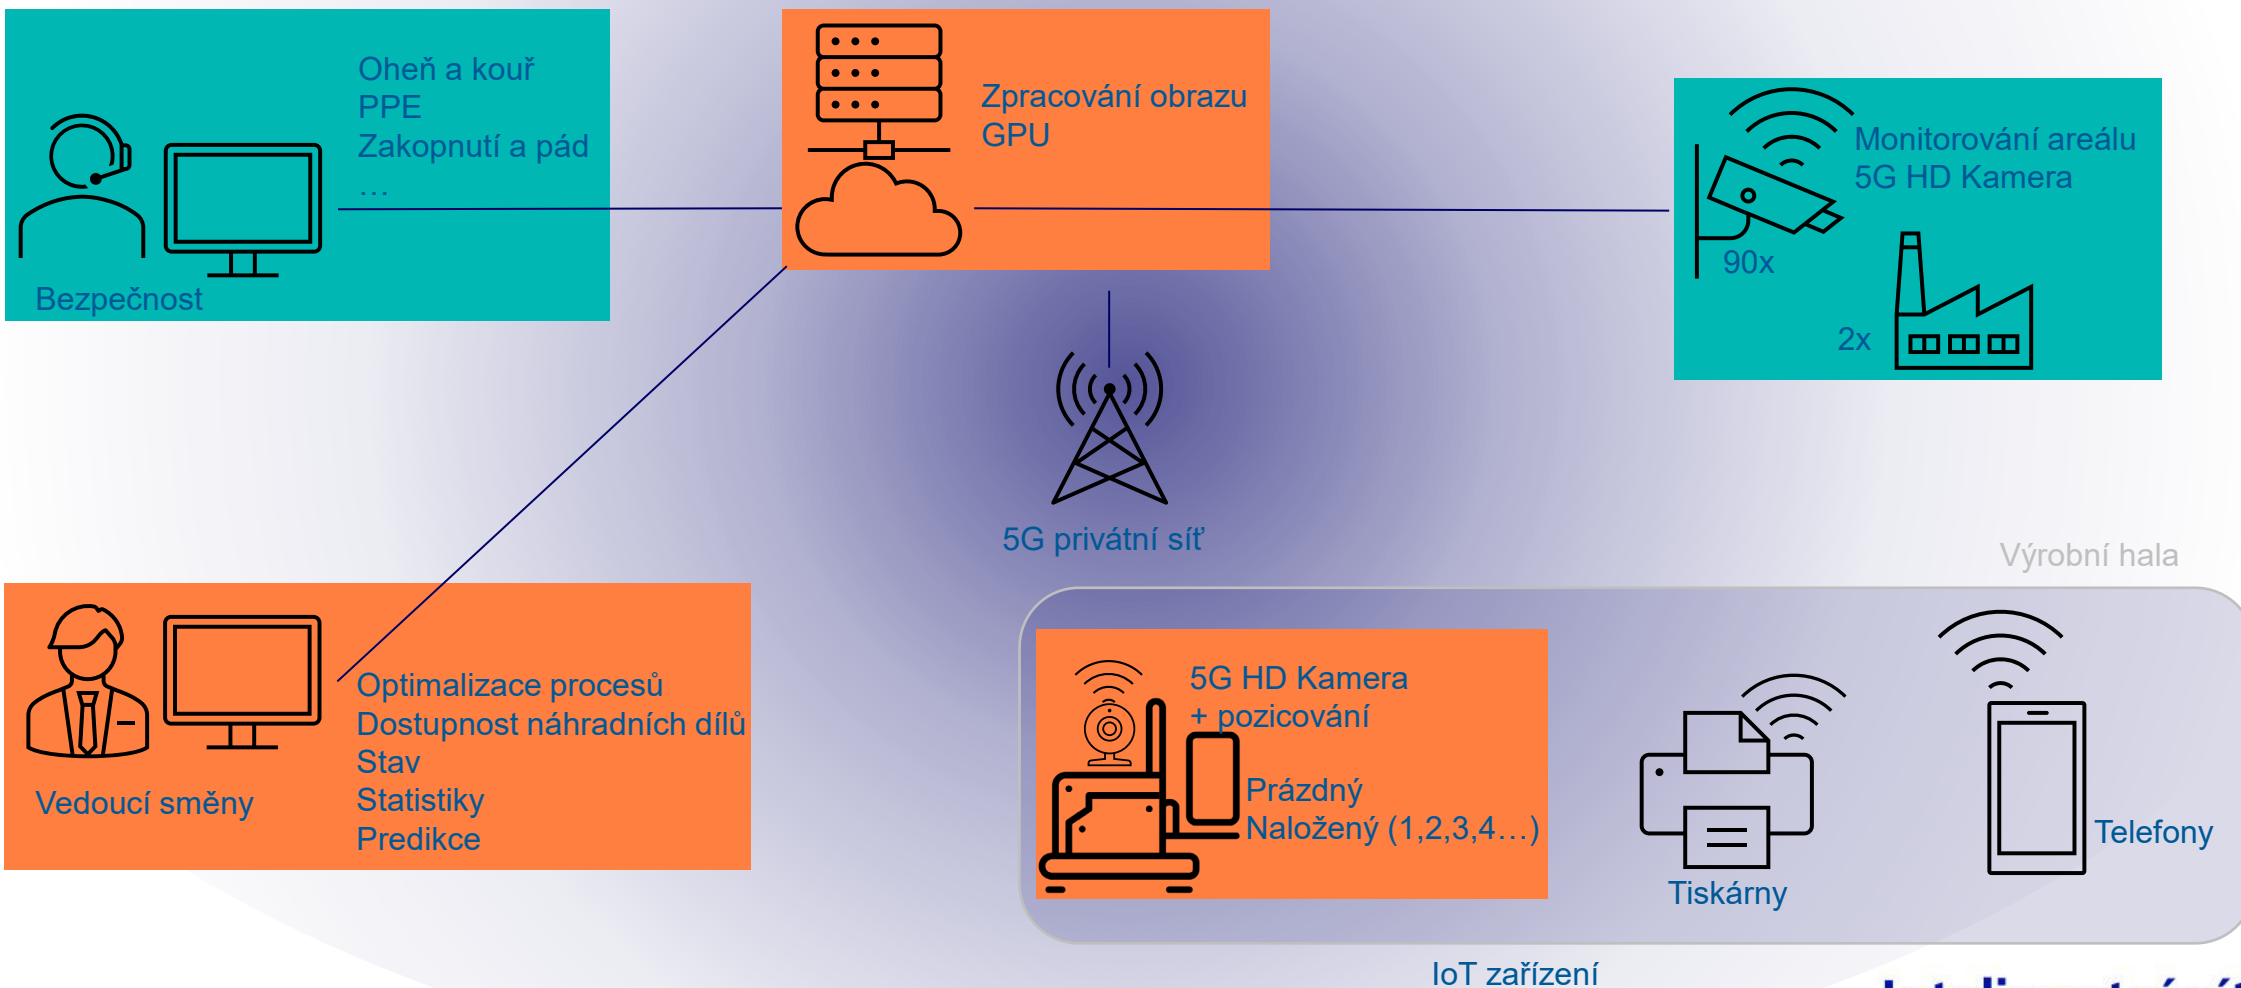 Oheň a kouř
PPE
Zakopnutí a pád
…
Bezpečnost
Zpracování obrazu
GPU
Monitorování areálu
5G HD Kamera
90x
2x
5G privátní síť
Výrobní hala
Optimalizace procesů
Dostupnost náhradních dílů
Stav
Statistiky
Predikce
Vedoucí směny
5G HD Kamera
+ pozicování
Prázdný
Naložený (1,2,3,4…)
Tiskárny
Telefony
IoT zařízení